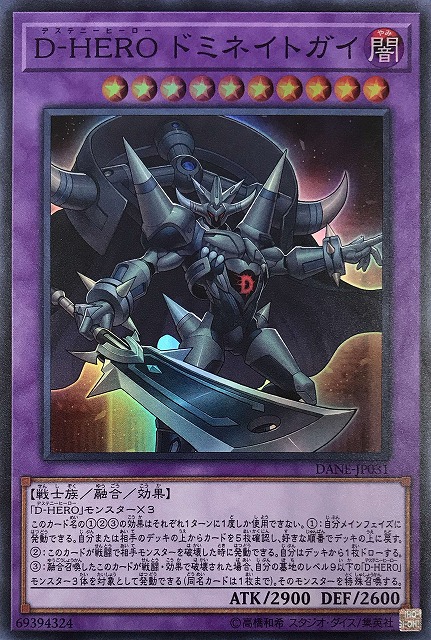 デステニーヒーロー
D-HERO ドミネイトガイ
やみ
闇
D
DANE-JP031
【戦士族／融合／効果】
「D-HERO」モンスター×３
このカード名の①②③の効果はそれぞれ１ターンに１度しか使用できない。①：自分メインフェイズに
発動できる。自分または相手のデッキの上からカードを５枚確認し、好きな順番でデッキの上に戻す。
②：このカードが戦闘で相手モンスターを破壊した時に発動できる。自分はデッキから１枚ドローする。
③：融合召喚したこのカードが戦闘・効果で破壊された場合、自分の墓地のレベル９以下の「D-HERO」
モンスター３体を対象として発動できる（同名カードは１枚まで）。そのモンスターを特殊召喚する。
ATK/2900 DEF/2600
69394324
©高橋和希 スタジオ・ダイス/集英社